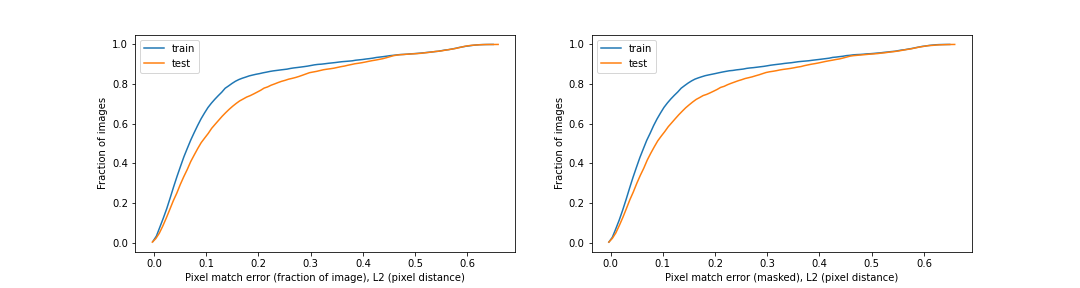 train
test
1.0
0.8
0.6
0.4
0.2
0.0
Fraction of images
0.0 0.1 0.2 0.3 0.4 0.5 0.6
Pixel match error (fraction of image), L2 (pixel distance)
train
test
1.0
0.8
0.6
0.4
0.2
0.0
Fraction of images
0.0 0.1 0.2 0.3 0.4 0.5 0.6
Pixel match error (masked), L2 (pixel distance)